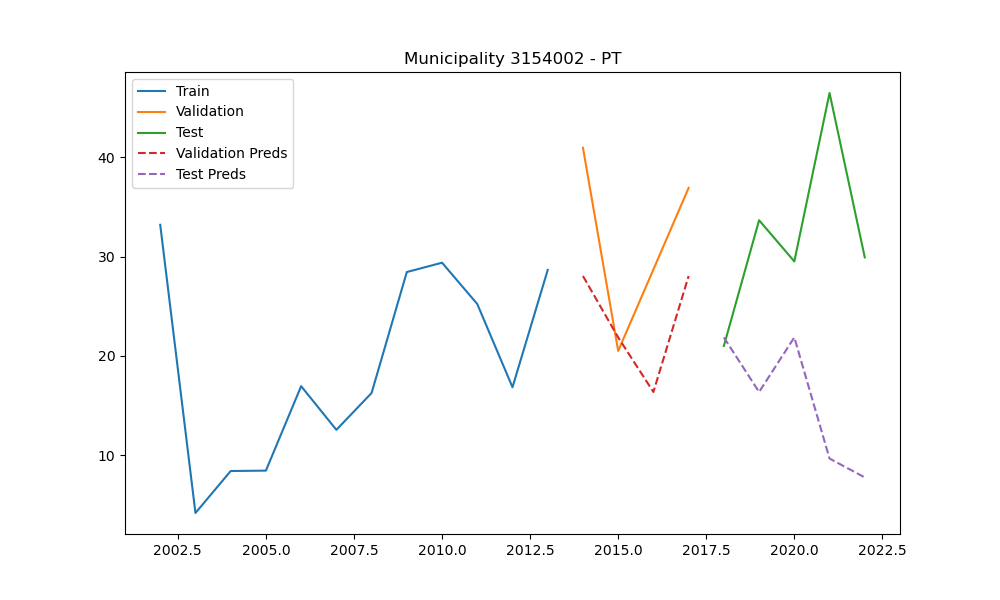 Municipality 3154002 - PT
Train
Validation
Test
Validation Preds
Test Preds
40
30
20
10
2002.5 2005.0 2007.5 2010.0 2012.5 2015.0 2017.5 2020.0 2022.5